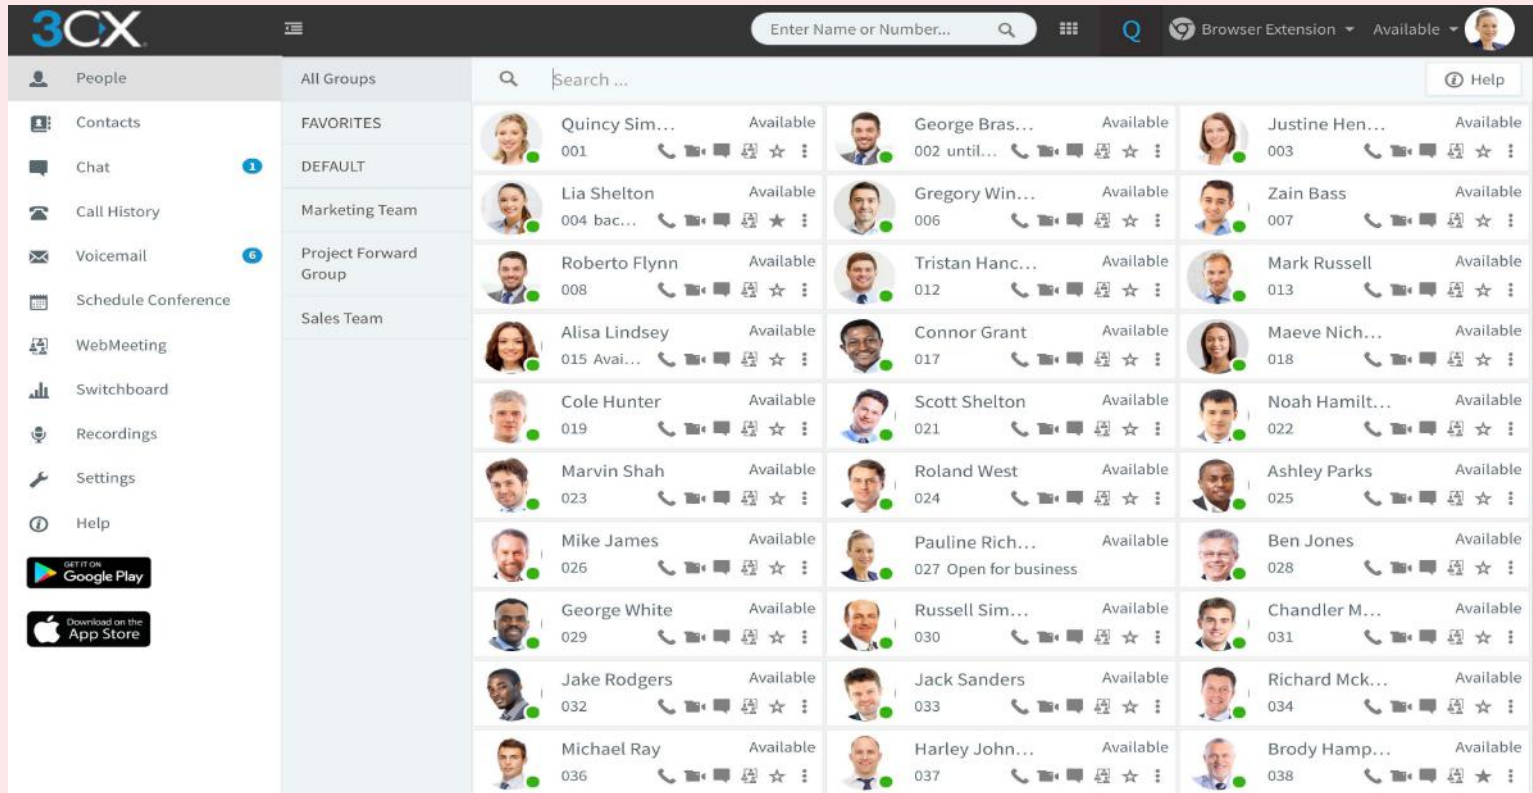 3CX
Enter Name or Number...
Q
Browser Extension
Available
People
Contacts
Chat
1
Call History
Voicemail
6
Schedule Conference
WebMeeting
Switchboard
Recordings
Settings
Help
GET IT ON
Google Play
Download on the
App Store
All Groups
FAVORITES
DEFAULT
Marketing Team
Project Forward
Group
Sales Team
Search ...
Help
Quincy Sim... Available
001
George Bras... Available
002 until...
Justine Hen... Available
003
Lia Shelton Available
004 bac...
Gregory Win... Available
006
Zain Bass Available
007
Roberto Flynn Available
008
Tristan Hanc... Available
012
Mark Russell Available
013
Alisa Lindsey Available
015 Avai...
Connor Grant Available
017
Maeve Nich... Available
018
Cole Hunter Available
019
Scott Shelton Available
021
Noah Hamilt... Available
022
Marvin Shah Available
023
Roland West Available
024
Ashley Parks Available
025
Mike James Available
026
Pauline Rich... Available
027 Open for business
Ben Jones Available
028
George White Available
029
Russell Sim... Available
030
Chandler M... Available
031
Jake Rodgers Available
032
Jack Sanders Available
033
Richard Mck... Available
034
Michael Ray Available
036
Harley John... Available
037
Brody Hamp... Available
038